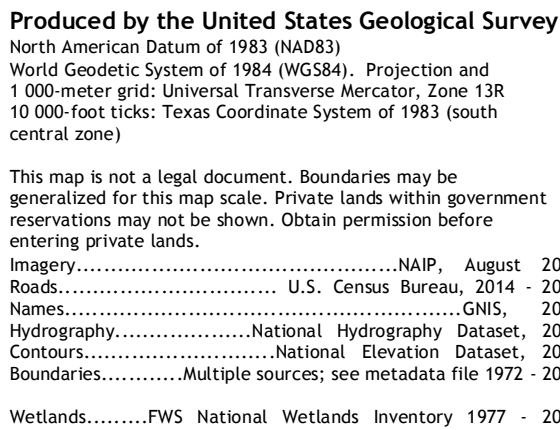 Produced by the United States Geological Survey
North American Datum of 1983 (NAD83)
World Geodetic System of 1984 (WGS84). Projection and
1 000-meter grid: Universal Transverse Mercator, Zone 13R
10 000-foot ticks: Texas Coordinate System of 1983 (south
central zone)
This map is not a legal document. Boundaries may be
generalized for this map scale. Private lands within government
reservations may not be shown. Obtain permission before
entering private lands.
Imagery................................................NAIP, August 20
Roads............................... U.S. Census Bureau, 2014 - 20
Names...........................................................GNIS, 20
Hydrography....................National Hydrography Dataset, 20
Contours............................National Elevation Dataset, 20
Boundaries............Multiple sources; see metadata file 1972 - 20
Wetlands.........FWS National Wetlands Inventory 1977 - 20